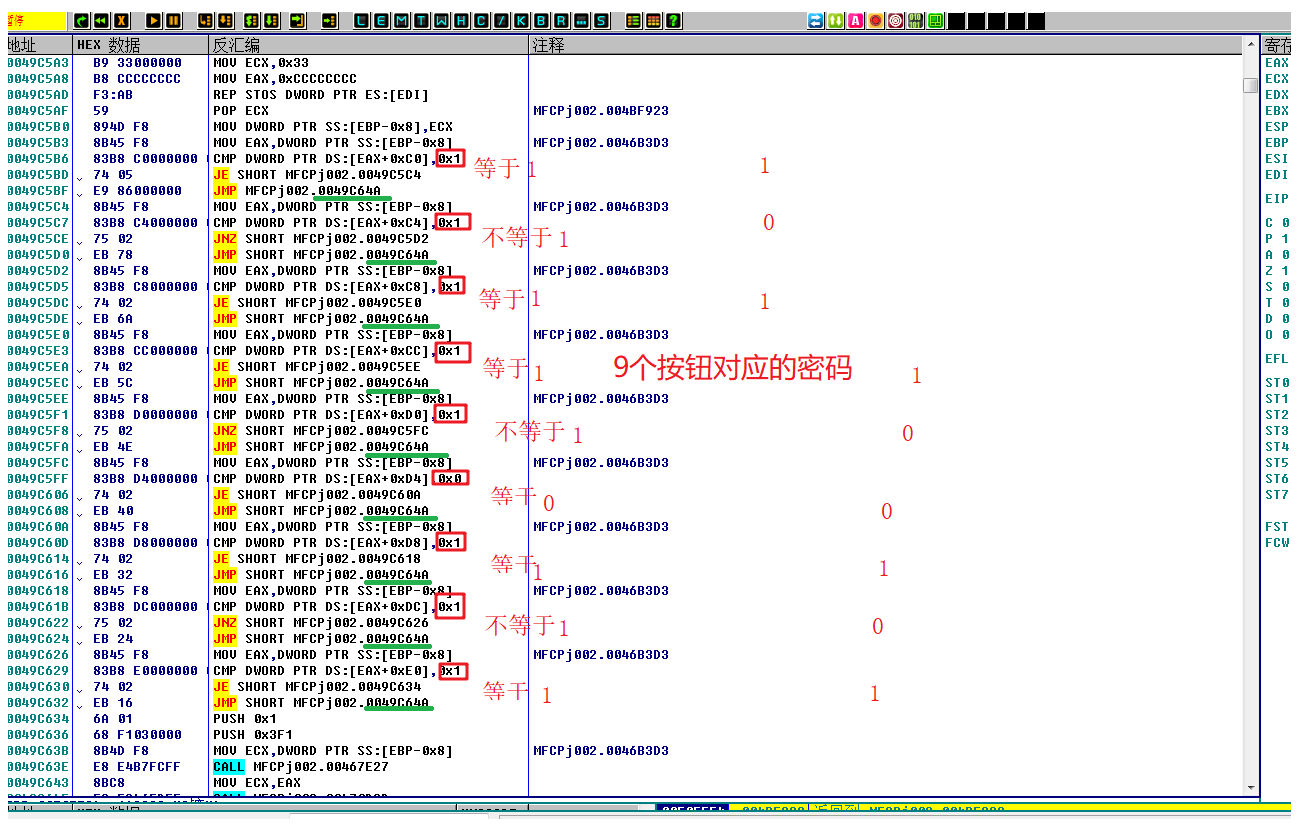 暂停
L E M T W H C / K B R ... S
地址 HEX 数据 反汇编 注释 寄存
0049C5A3 B9 33000000 MOV ECX,0x33 EAX
0049C5A8 B8 CCCCCCCC MOV EAX,0xCCCCCCCC ECX
0049C5AD F3:AB REP STOS DWORD PTR ES:[EDI] EDX
0049C5AF 59 POP ECX MFCPj002.004BF923 EBX
0049C5B0 894D F8 MOV DWORD PTR SS:[EBP-0x8],ECX ESP
0049C5B3 8B45 F8 MOV EAX,DWORD PTR SS:[EBP-0x8] MFCPj002.0046B3D3 EBP
0049C5B6 83B8 C0000000 CMP DWORD PTR DS:[EAX+0xC0],0x1 等于1 1 ESI
0049C5BD 74 05 JE SHORT MFCPj002.0049C5C4 EDI
0049C5BF E9 86000000 JMP MFCPj002.0049C64A EIP
0049C5C4 8B45 F8 MOV EAX,DWORD PTR SS:[EBP-0x8] MFCPj002.0046B3D3
0049C5C7 83B8 C4000000 CMP DWORD PTR DS:[EAX+0xC4],0x1 0 C 0
0049C5CE 75 02 JNZ SHORT MFCPj002.0049C5D2 不等于1 P 1
0049C5D0 EB 78 JMP SHORT MFCPj002.0049C64A A 0
0049C5D2 8B45 F8 MOV EAX,DWORD PTR SS:[EBP-0x8] MFCPj002.0046B3D3 Z 1
0049C5D5 83B8 C8000000 CMP DWORD PTR DS:[EAX+0xC8],0x1 S 0
0049C5DC 74 02 JE SHORT MFCPj002.0049C5E0 等于1 1 T 0
0049C5DE EB 6A JMP SHORT MFCPj002.0049C64A D 0
0049C5E0 8B45 F8 MOV EAX,DWORD PTR SS:[EBP-0x8] MFCPj002.0046B3D3 O 0
0049C5E3 83B8 CC000000 CMP DWORD PTR DS:[EAX+0xCC],0x1 EFL
0049C5EA 74 02 JE SHORT MFCPj002.0049C5EE 等于1 9个按钮对应的密码 1
0049C5EC EB 5C JMP SHORT MFCPj002.0049C64A ST0
0049C5EE 8B45 F8 MOV EAX,DWORD PTR SS:[EBP-0x8] MFCPj002.0046B3D3 ST1
0049C5F1 83B8 D0000000 CMP DWORD PTR DS:[EAX+0xD0],0x1 ST2
0049C5F8 75 02 JNZ SHORT MFCPj002.0049C5FC 不等于1 0 ST3
0049C5FA EB 4E JMP SHORT MFCPj002.0049C64A ST4
0049C5FC 8B45 F8 MOV EAX,DWORD PTR SS:[EBP-0x8] MFCPj002.0046B3D3 ST5
0049C5FF 83B8 D4000000 CMP DWORD PTR DS:[EAX+0xD4],0x0 ST6
0049C606 74 02 JE SHORT MFCPj002.0049C60A 等于0 ST7
0049C608 EB 40 JMP SHORT MFCPj002.0049C64A 0
0049C60A 8B45 F8 MOV EAX,DWORD PTR SS:[EBP-0x8] MFCPj002.0046B3D3 FST
0049C60D 83B8 D8000000 CMP DWORD PTR DS:[EAX+0xD8],0x1 FCW
0049C614 74 02 JE SHORT MFCPj002.0049C618 等于1 1
0049C616 EB 32 JMP SHORT MFCPj002.0049C64A
0049C618 8B45 F8 MOV EAX,DWORD PTR SS:[EBP-0x8] MFCPj002.0046B3D3
0049C61B 83B8 DC000000 CMP DWORD PTR DS:[EAX+0xDC],0x1
0049C622 75 02 JNZ SHORT MFCPj002.0049C626 不等于1 0
0049C624 EB 24 JMP SHORT MFCPj002.0049C64A
0049C626 8B45 F8 MOV EAX,DWORD PTR SS:[EBP-0x8] MFCPj002.0046B3D3
0049C629 83B8 E0000000 CMP DWORD PTR DS:[EAX+0xE0],0x1
0049C630 74 02 JE SHORT MFCPj002.0049C634 等于1 1
0049C632 EB 16 JMP SHORT MFCPj002.0049C64A
0049C634 6A 01 PUSH 0x1
0049C636 68 F1030000 PUSH 0x3F1
0049C63B 8B4D F8 MOV ECX,DWORD PTR SS:[EBP-0x8] MFCPj002.0046B3D3
0049C63E E8 E4B7FCFF CALL MFCPj002.00467E27
0049C643 8BC8 MOV ECX,EAX